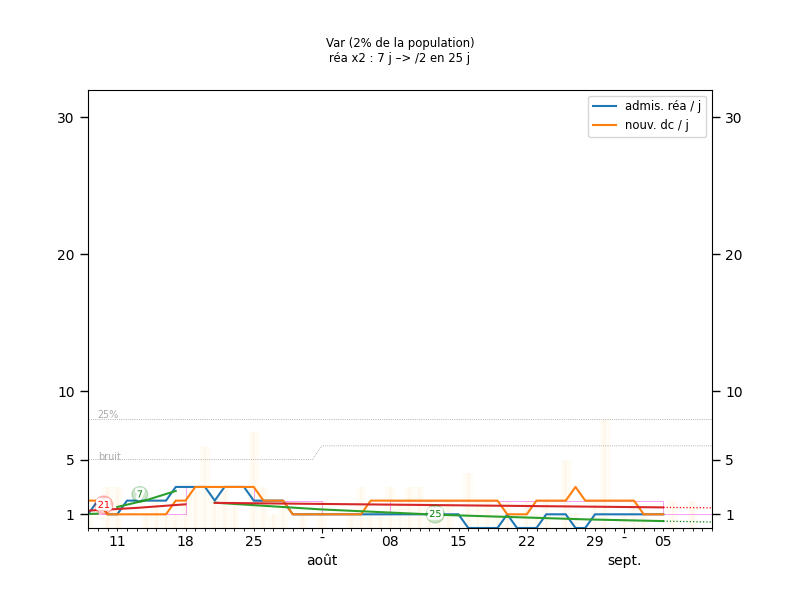 Var (2% de la population)
réa x2 : 7 j –> /2 en 25 j
admis. réa / j
nouv. dc / j
30 30
20 20
10 10
25%
5 bruit 5
7
21
25
1 1
11 18 25 - 08 15 22 29 - 05
août sept.